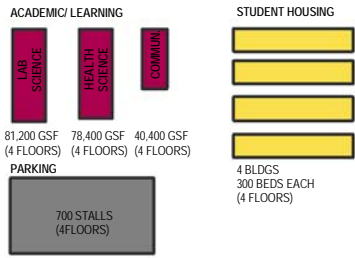 ACADEMIC/ LEARNING
STUDENT HOUSING
LAB
SCIENCE
HEALTH
SCIENCE
COMMUN.
81,200 GSF
(4 FLOORS)
78,400 GSF
(4 FLOORS)
40,400 GSF
(4 FLOORS)
4 BLDGS
300 BEDS EACH
(4 FLOORS)
PARKING
700 STALLS
(4FLOORS)